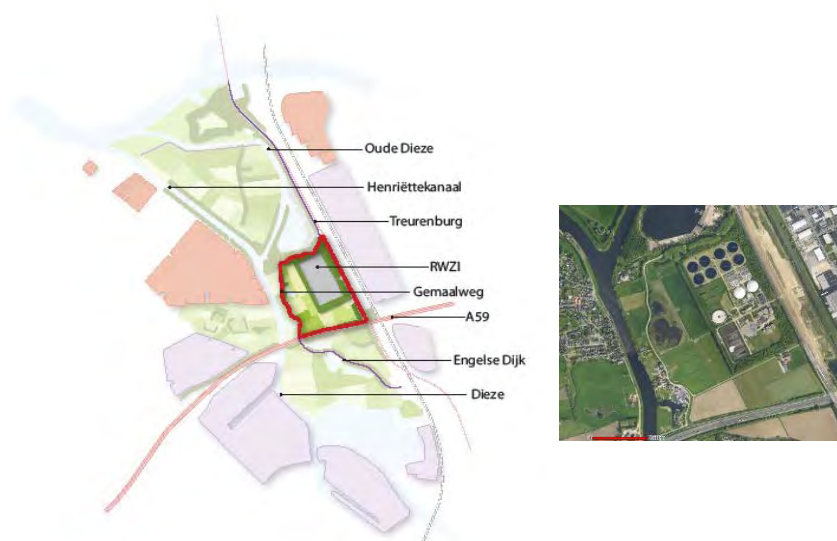 Oude Dieze
Henriëttekanaal
Treurenburg
RWZI
Gemaalweg
A59
Engelse Dijk
Dieze